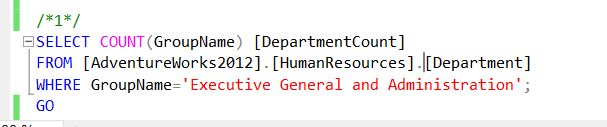 /*1*/
SELECT COUNT(GroupName) [DepartmentCount]
FROM [AdventureWorks2012].[HumanResources].[Department]
WHERE GroupName='Executive General and Administration';
GO